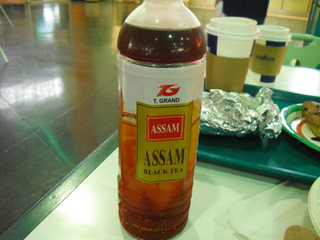 T. GRAND
ASSAM
ASSAM
BLACK TEA